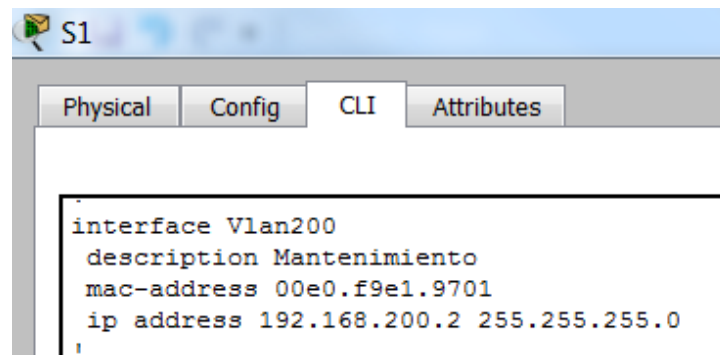 S1
Physical Config CLI Attributes
!
interface Vlan200
description Mantenimiento
mac-address 00e0.f9e1.9701
ip address 192.168.200.2 255.255.255.0
!